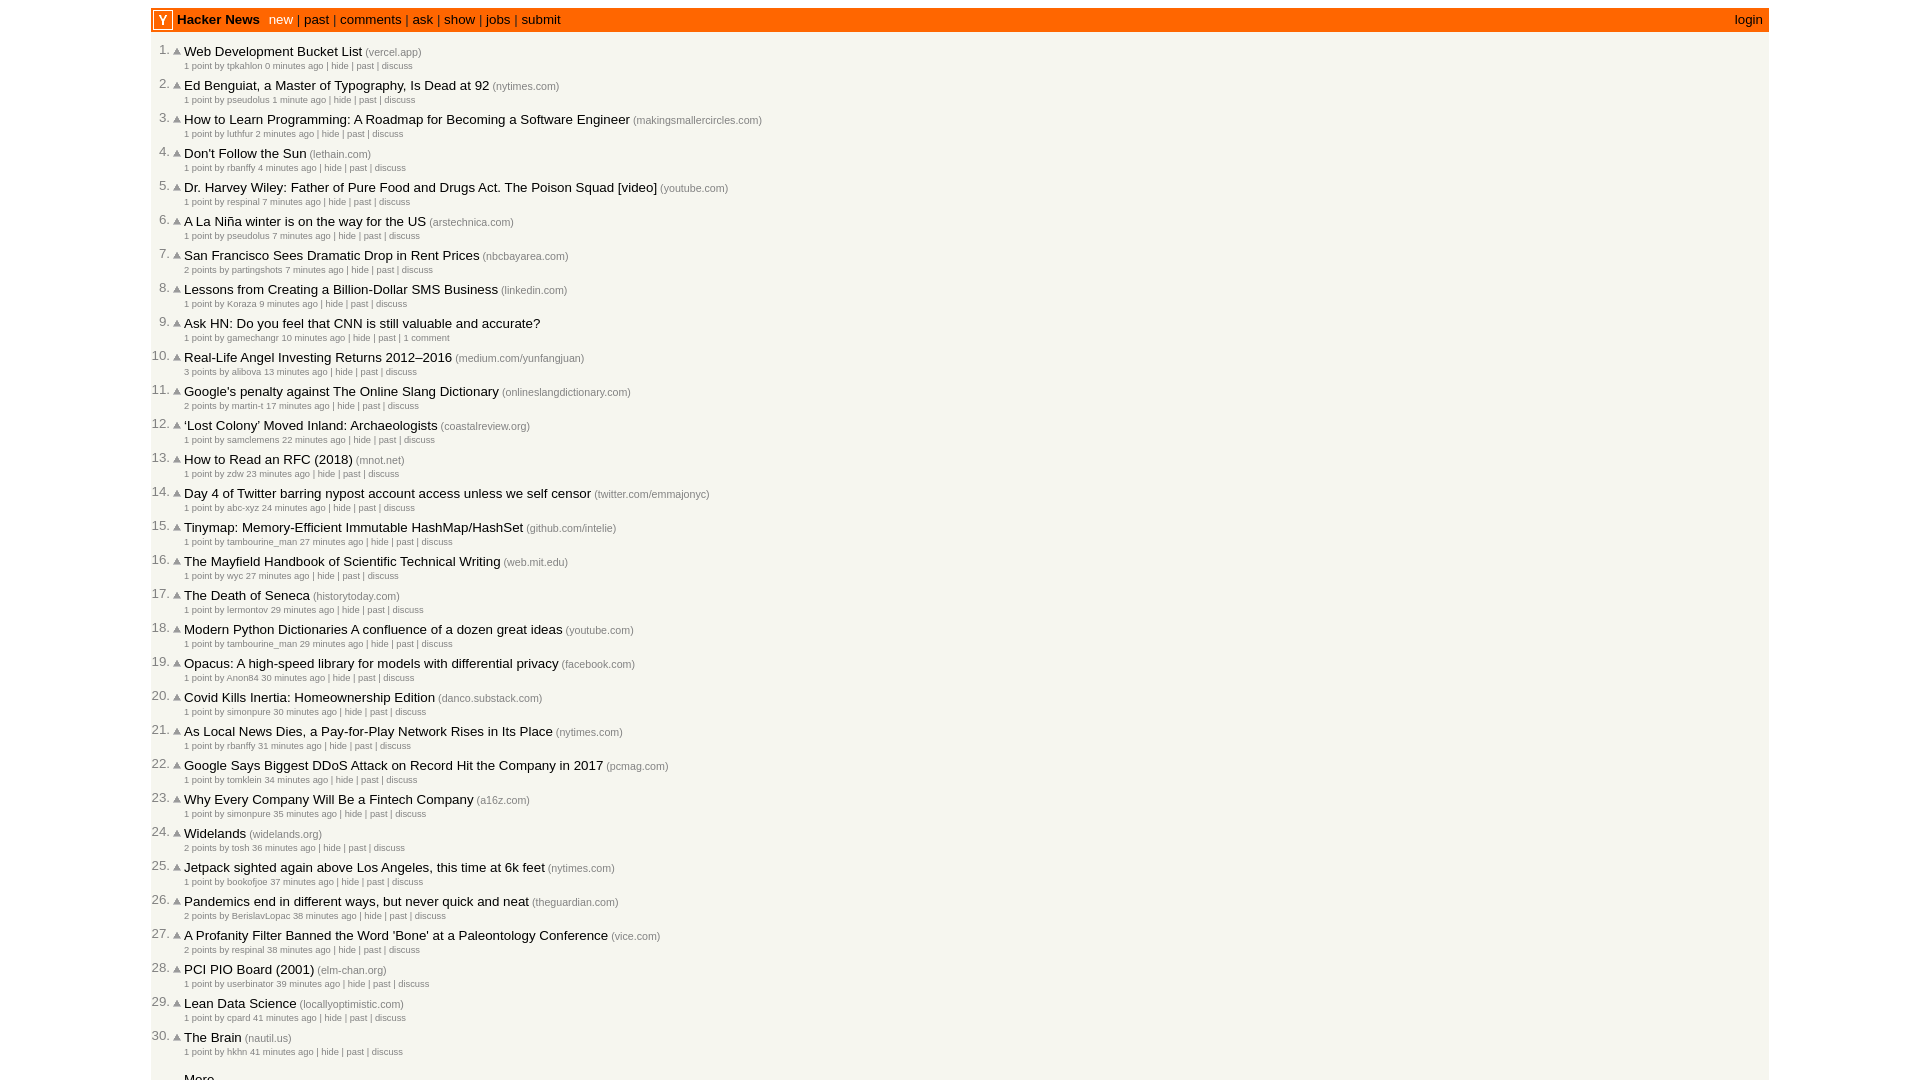 Y Hacker News new | past | comments | ask | show | jobs | submit login
1. Web Development Bucket List (vercel.app)
1 point by tpkahlon 0 minutes ago | hide | past | discuss
2. Ed Benguiat, a Master of Typography, Is Dead at 92 (nytimes.com)
1 point by pseudolus 1 minute ago | hide | past | discuss
3. How to Learn Programming: A Roadmap for Becoming a Software Engineer (makingsmallercircles.com)
1 point by luthfur 2 minutes ago | hide | past | discuss
4. Don't Follow the Sun (lethain.com)
1 point by rbanffy 4 minutes ago | hide | past | discuss
5. Dr. Harvey Wiley: Father of Pure Food and Drugs Act. The Poison Squad [video] (youtube.com)
1 point by respinal 7 minutes ago | hide | past | discuss
6. A La Niña winter is on the way for the US (arstechnica.com)
1 point by pseudolus 7 minutes ago | hide | past | discuss
7. San Francisco Sees Dramatic Drop in Rent Prices (nbcbayarea.com)
2 points by partingshots 7 minutes ago | hide | past | discuss
8. Lessons from Creating a Billion-Dollar SMS Business (linkedin.com)
1 point by Koraza 9 minutes ago | hide | past | discuss
9. Ask HN: Do you feel that CNN is still valuable and accurate?
1 point by gamechangr 10 minutes ago | hide | past | 1 comment
10. Real-Life Angel Investing Returns 2012–2016 (medium.com/yunfangjuan)
3 points by alibova 13 minutes ago | hide | past | discuss
11. Google's penalty against The Online Slang Dictionary (onlineslangdictionary.com)
2 points by martin-t 17 minutes ago | hide | past | discuss
12. ‘Lost Colony’ Moved Inland: Archaeologists (coastalreview.org)
1 point by samclemens 22 minutes ago | hide | past | discuss
13. How to Read an RFC (2018) (mnot.net)
1 point by zdw 23 minutes ago | hide | past | discuss
14. Day 4 of Twitter barring nypost account access unless we self censor (twitter.com/emmajonyc)
1 point by abc-xyz 24 minutes ago | hide | past | discuss
15. Tinymap: Memory-Efficient Immutable HashMap/HashSet (github.com/intelie)
1 point by tambourine_man 27 minutes ago | hide | past | discuss
16. The Mayfield Handbook of Scientific Technical Writing (web.mit.edu)
1 point by wyc 27 minutes ago | hide | past | discuss
17. The Death of Seneca (historytoday.com)
1 point by lermontov 29 minutes ago | hide | past | discuss
18. Modern Python Dictionaries A confluence of a dozen great ideas (youtube.com)
1 point by tambourine_man 29 minutes ago | hide | past | discuss
19. Opacus: A high-speed library for models with differential privacy (facebook.com)
1 point by Anon84 30 minutes ago | hide | past | discuss
20. Covid Kills Inertia: Homeownership Edition (danco.substack.com)
1 point by simonpure 30 minutes ago | hide | past | discuss
21. As Local News Dies, a Pay-for-Play Network Rises in Its Place (nytimes.com)
1 point by rbanffy 31 minutes ago | hide | past | discuss
22. Google Says Biggest DDoS Attack on Record Hit the Company in 2017 (pcmag.com)
1 point by tomklein 34 minutes ago | hide | past | discuss
23. Why Every Company Will Be a Fintech Company (a16z.com)
1 point by simonpure 35 minutes ago | hide | past | discuss
24. Widelands (widelands.org)
2 points by tosh 36 minutes ago | hide | past | discuss
25. Jetpack sighted again above Los Angeles, this time at 6k feet (nytimes.com)
1 point by bookofjoe 37 minutes ago | hide | past | discuss
26. Pandemics end in different ways, but never quick and neat (theguardian.com)
2 points by BerislavLopac 38 minutes ago | hide | past | discuss
27. A Profanity Filter Banned the Word 'Bone' at a Paleontology Conference (vice.com)
2 points by respinal 38 minutes ago | hide | past | discuss
28. PCI PIO Board (2001) (elm-chan.org)
1 point by userbinator 39 minutes ago | hide | past | discuss
29. Lean Data Science (locallyoptimistic.com)
1 point by cpard 41 minutes ago | hide | past | discuss
30. The Brain (nautil.us)
1 point by hkhn 41 minutes ago | hide | past | discuss
More